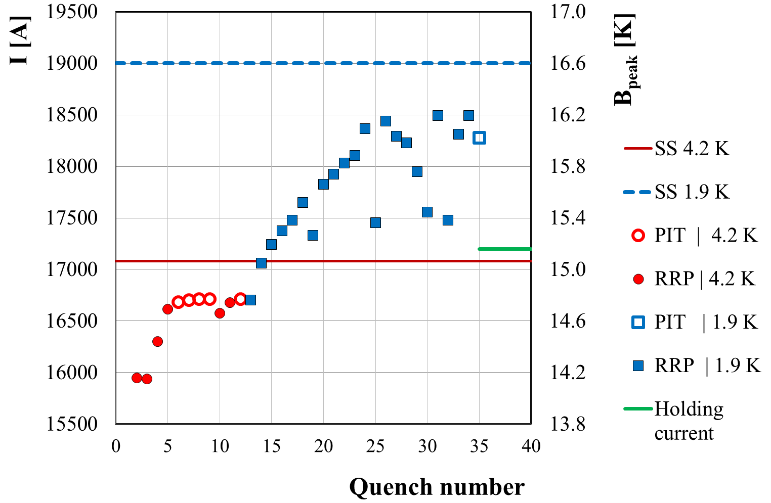 I [A]
B peak [K]
19500
19000
18500
18000
17500
17000
16500
16000
15500
17.0
16.6
16.2
15.8
15.4
15.0
14.6
14.2
13.8
0 5 10 15 20 25 30 35 40
Quench number
SS 4.2 K
SS 1.9 K
PIT | 4.2 K
RRP | 4.2 K
PIT | 1.9 K
RRP | 1.9 K
Holding
current